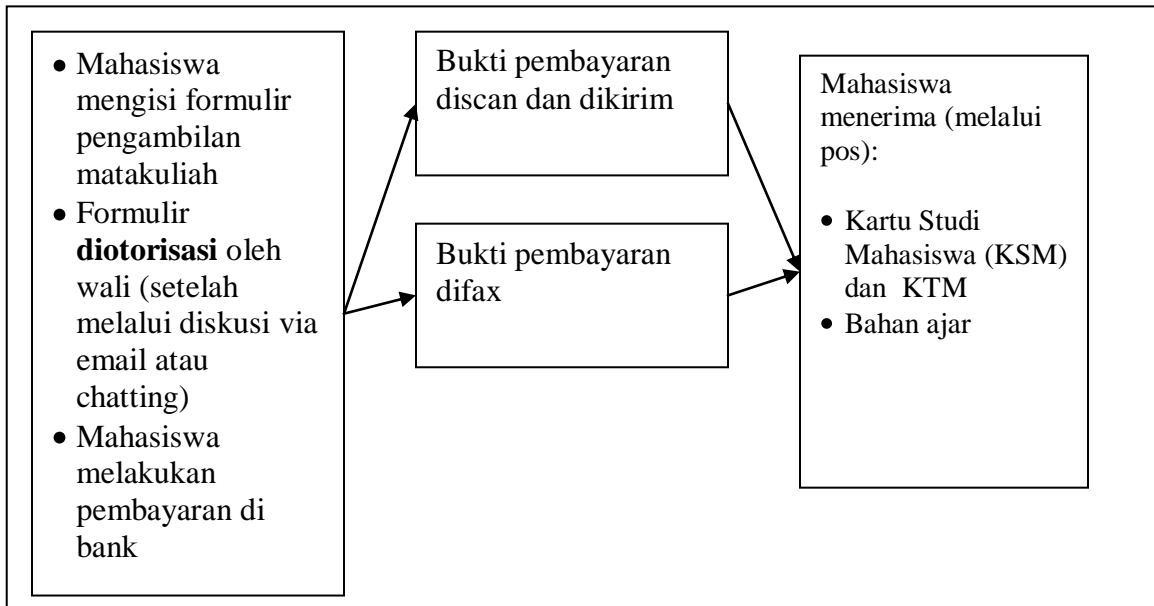 • Mahasiswa
mengisi formulir
pengambilan
matakuliah
• Formulir
diotorisasi oleh
wali (setelah
melalui diskusi via
email atau
chatting)
• Mahasiswa
melakukan
pembayaran di
bank
Bukti pembayaran
discan dan dikirim
Bukti pembayaran
difax
Mahasiswa
menerima (melalui
pos):
• Kartu Studi
Mahasiswa (KSM)
dan KTM
• Bahan ajar